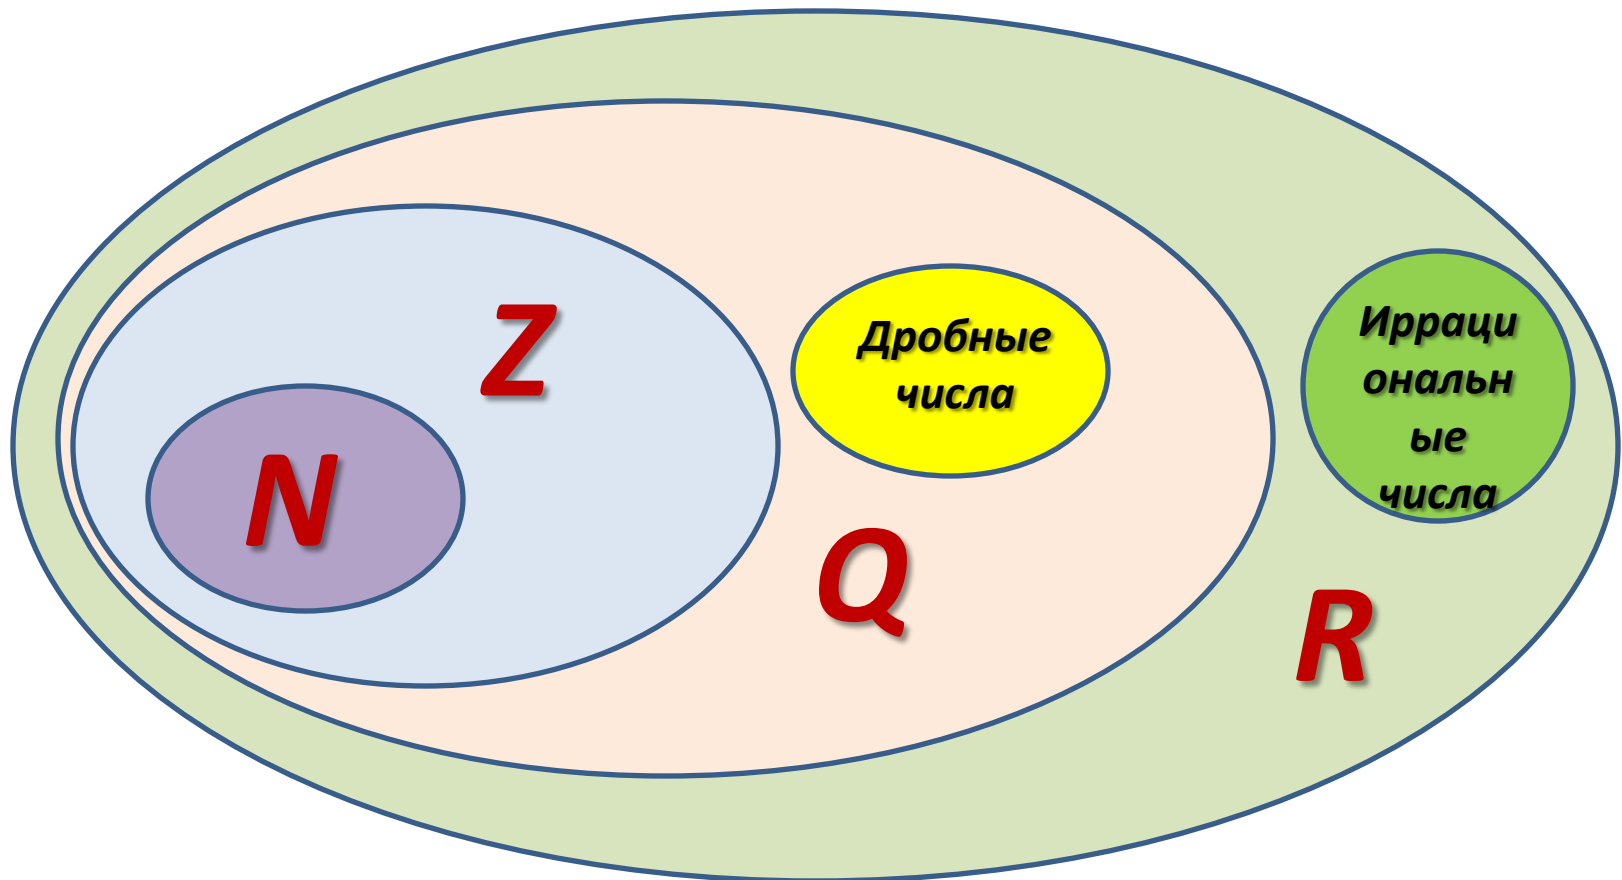 Z
N
Дробные
числа
Q
Ирраци
ональн
ые
числа
R